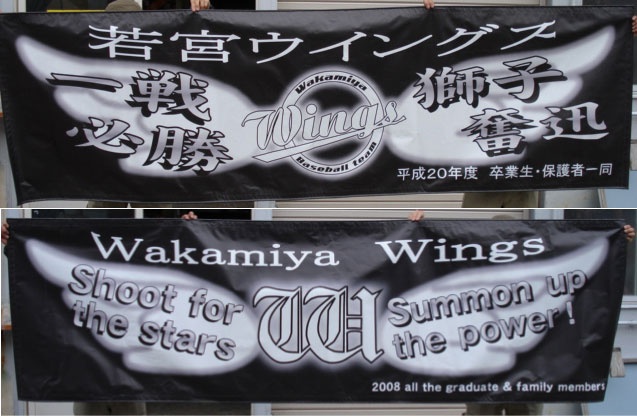 若宮ウイングス
一戦
必勝
Wakamiya
Wings
Baseball team
獅子
奮迅
平成20年度 卒業生・保護者一同
Wakamiya Wings
Shoot for
the stars
W
Summon up
the power!
2008 all the graduate & family members